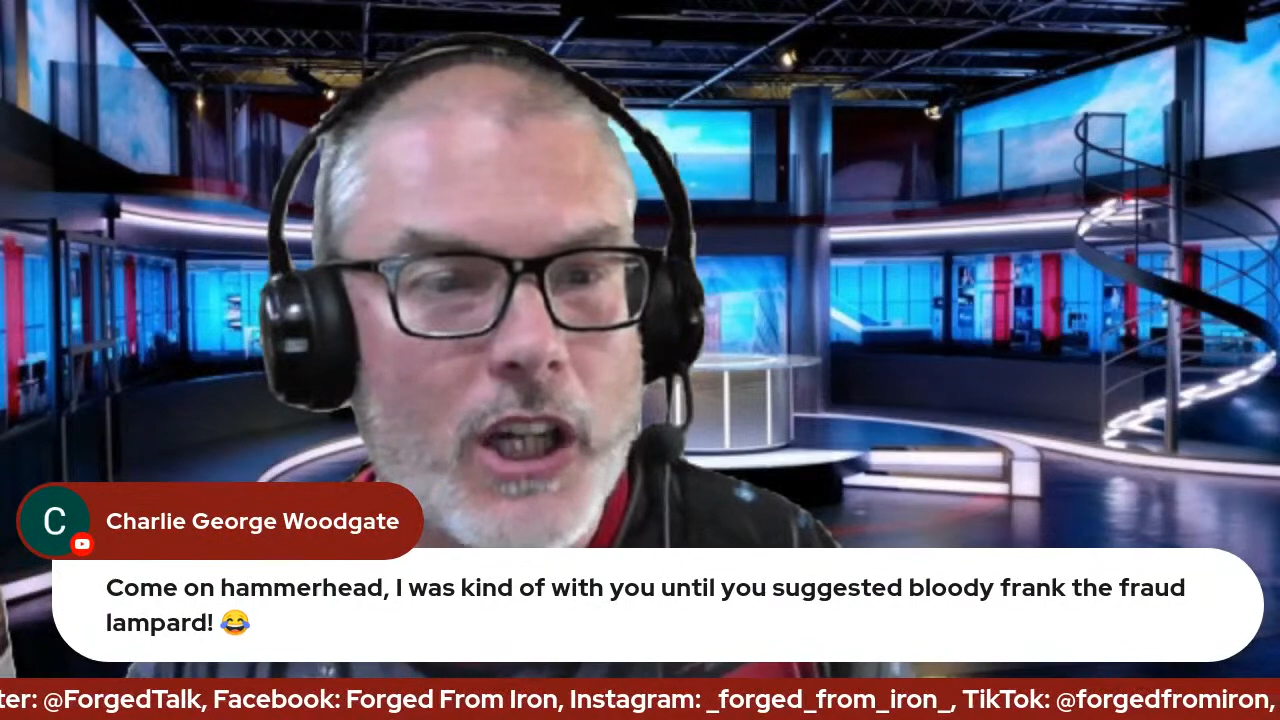 C
Charlie George Woodgate
Come on hammerhead, I was kind of with you until you suggested bloody frank the fraud
lampard! 😂
ter: @ForgedTalk, Facebook: Forged From Iron, Instagram: _forged_from_iron_, TikTok: @forgedfromiron,